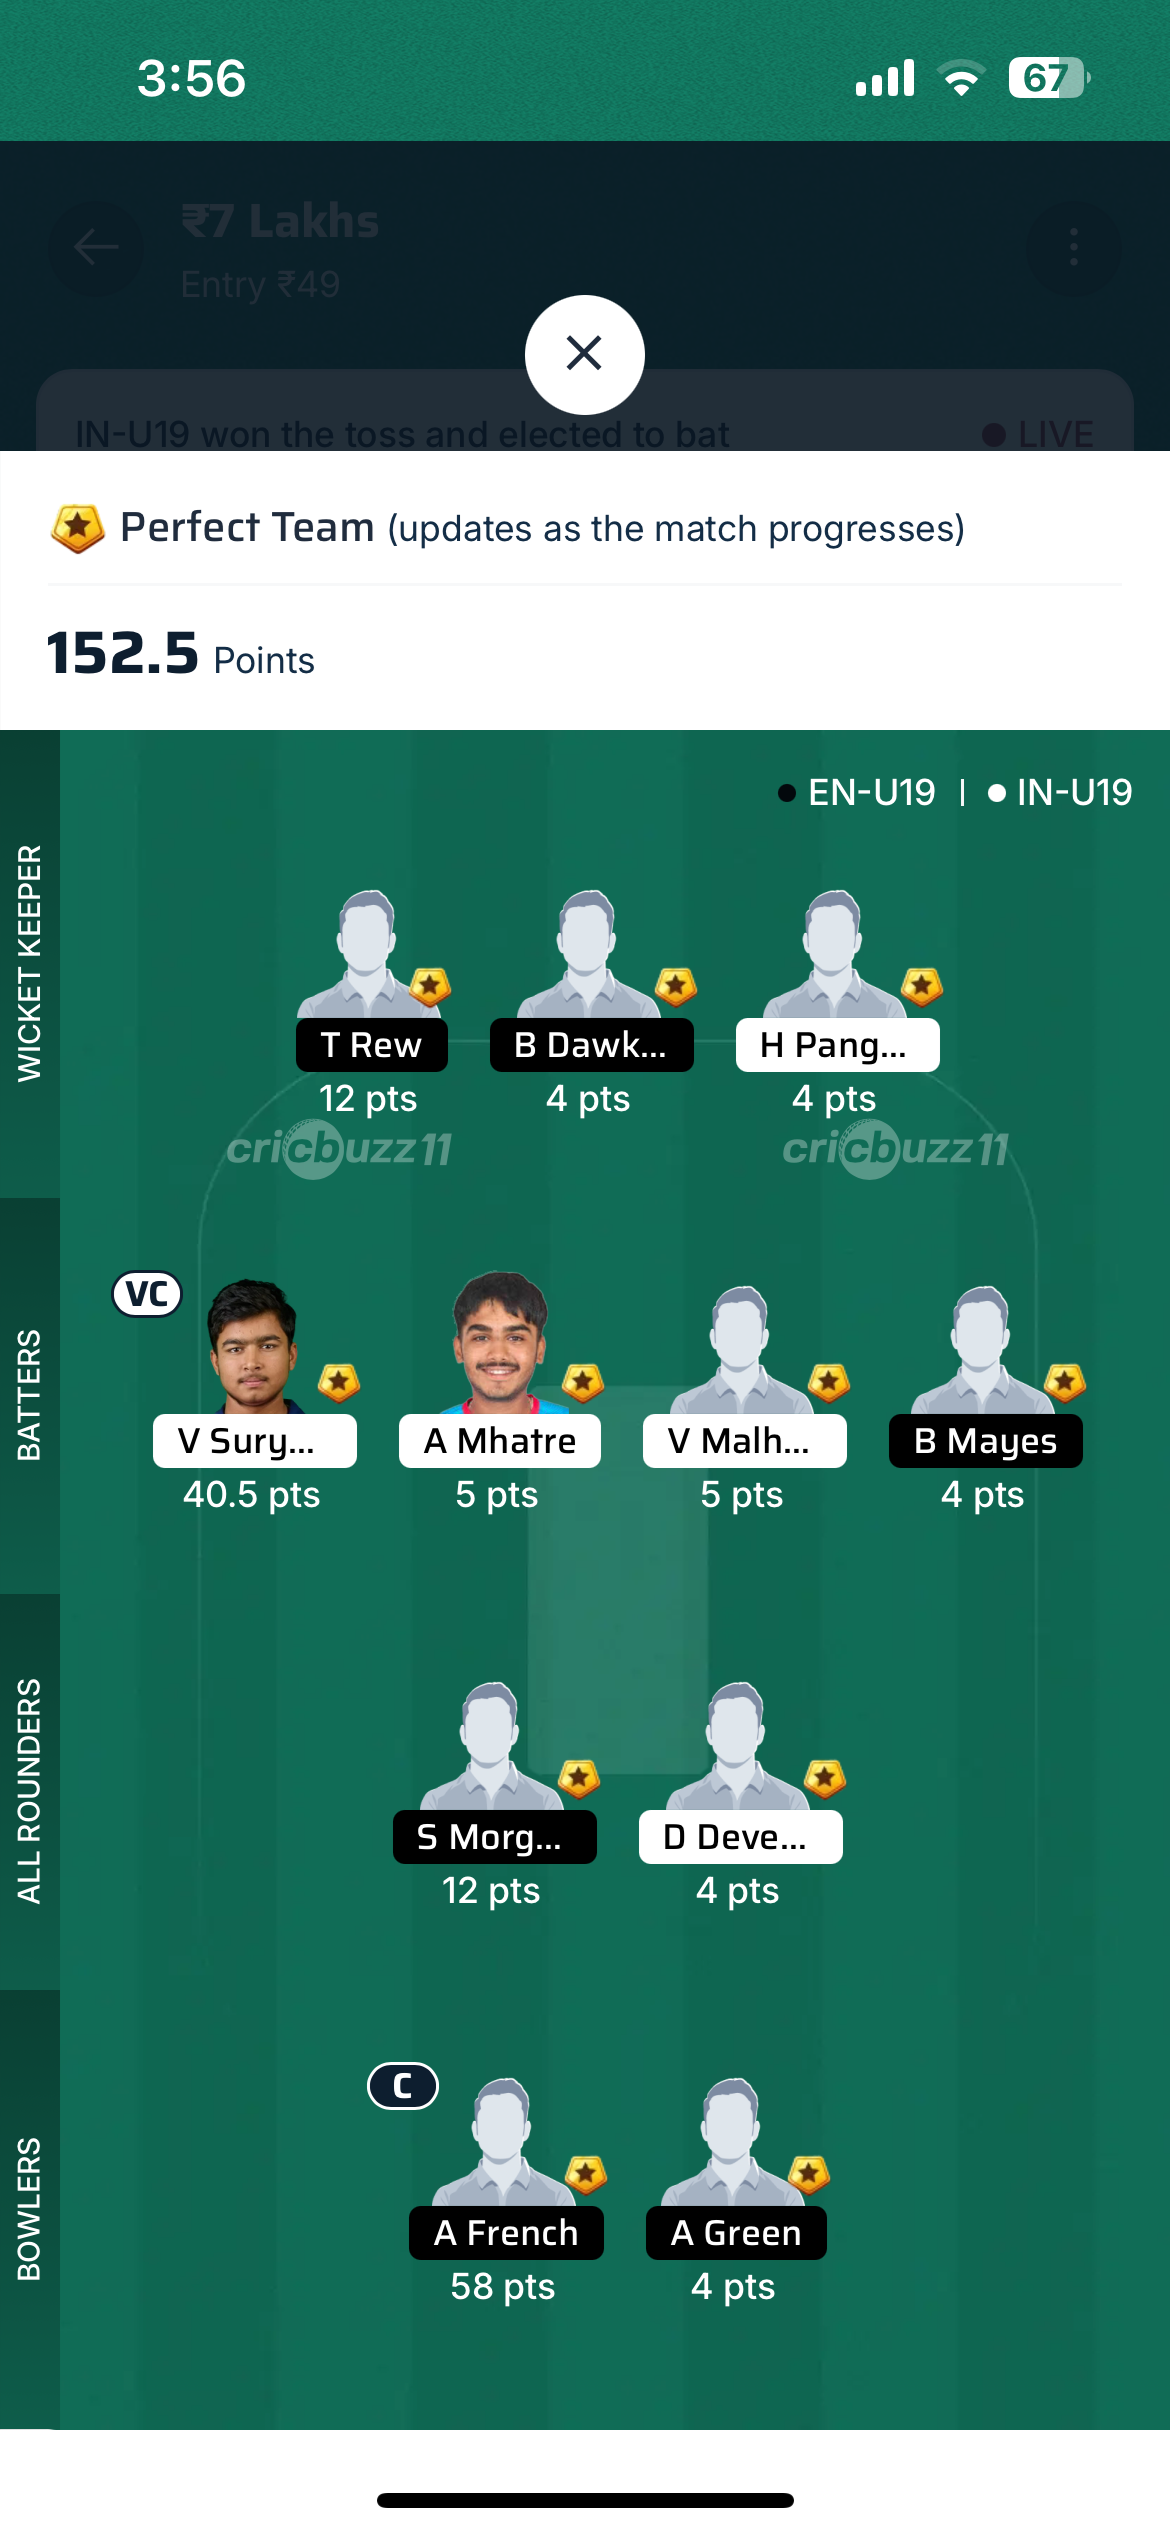 3:56
67
₹7 Lakhs
Entry ₹49
IN-U19 won the toss and elected to bat LIVE
Perfect Team (updates as the match progresses)
152.5 Points
EN-U19 | IN-U19
WICKET KEEPER
T Rew B Dawk... H Pang...
12 pts 4 pts 4 pts
cricbuzz11 cricbuzz11
BATTERS
VC
V Sury... A Mhatre V Malh... B Mayes
40.5 pts 5 pts 5 pts 4 pts
ALL ROUNDERS
S Morg... D Deve...
12 pts 4 pts
BOWLERS
C
A French A Green
58 pts 4 pts